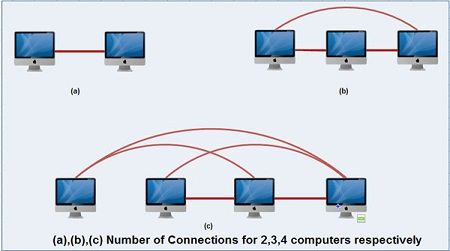 (a)
(b)
(c)
(a),(b),(c) Number of Connections for 2,3,4 computers respectively